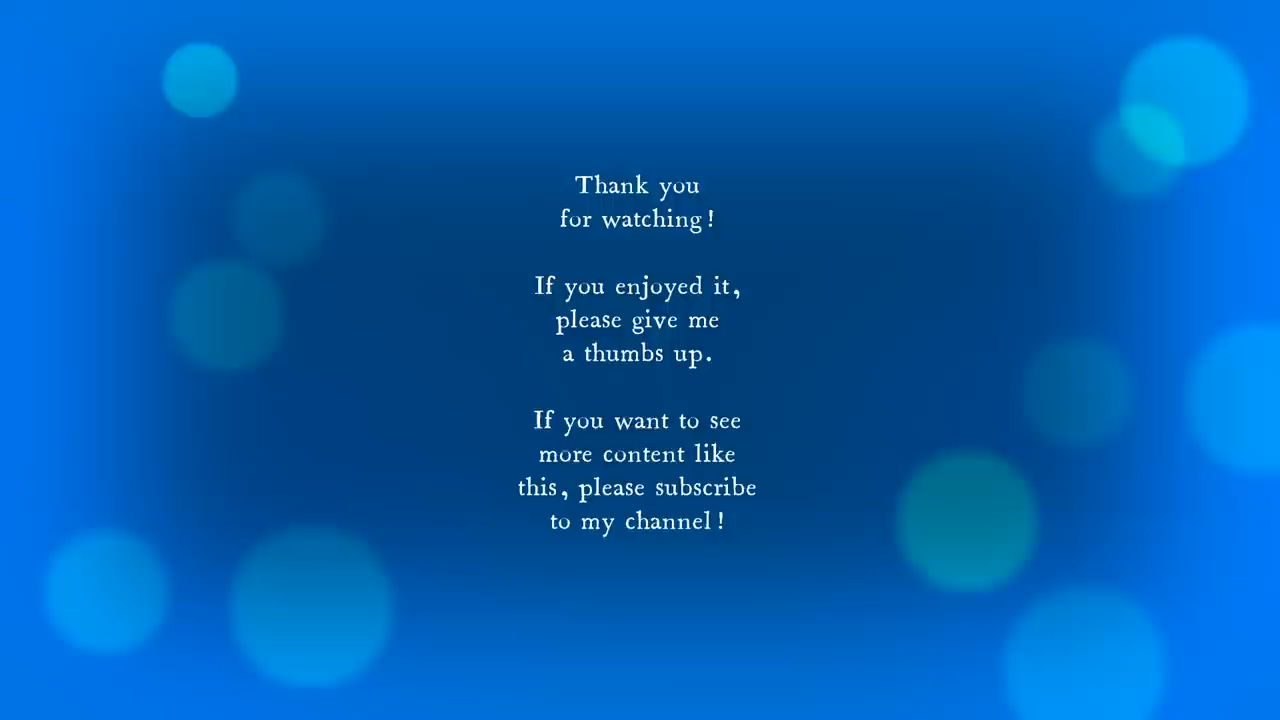 Thank you
for watching!
If you enjoyed it,
please give me
a thumbs up.
If you want to see
more content like
this, please subscribe
to my channel!